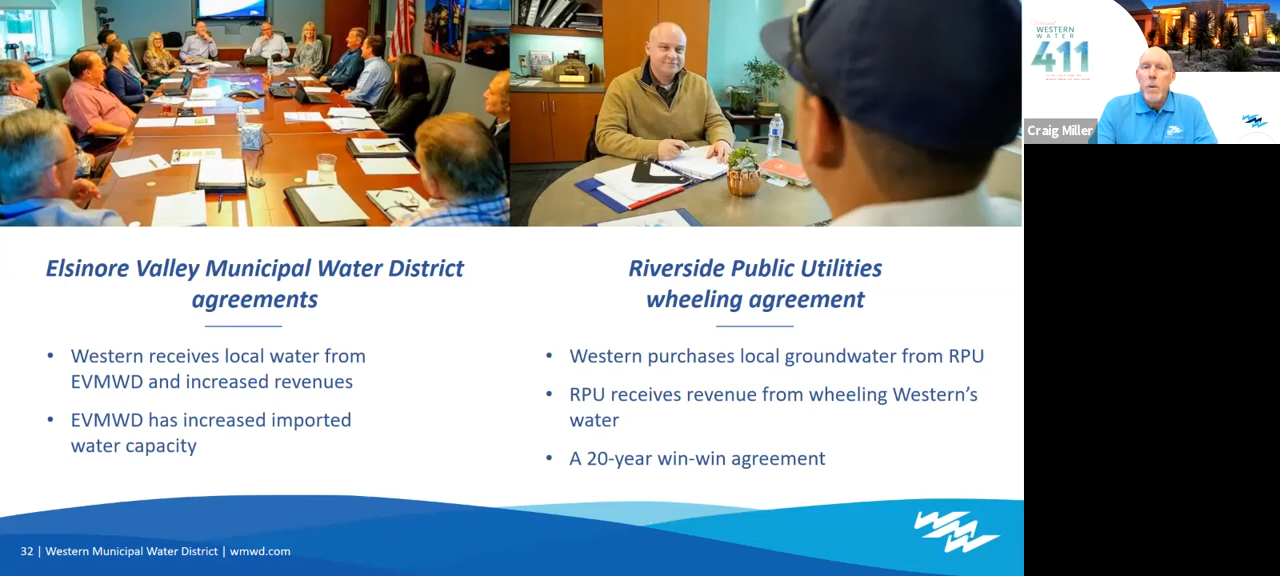 WESTERN
WATER
411
Craig Miller
Elsinore Valley Municipal Water District
agreements
• Western receives local water from
EVMWD and increased revenues
• EVMWD has increased imported
water capacity
Riverside Public Utilities
wheeling agreement
• Western purchases local groundwater from RPU
• RPU receives revenue from wheeling Western's
water
• A 20-year win-win agreement
32 | Western Municipal Water District | wmwd.com